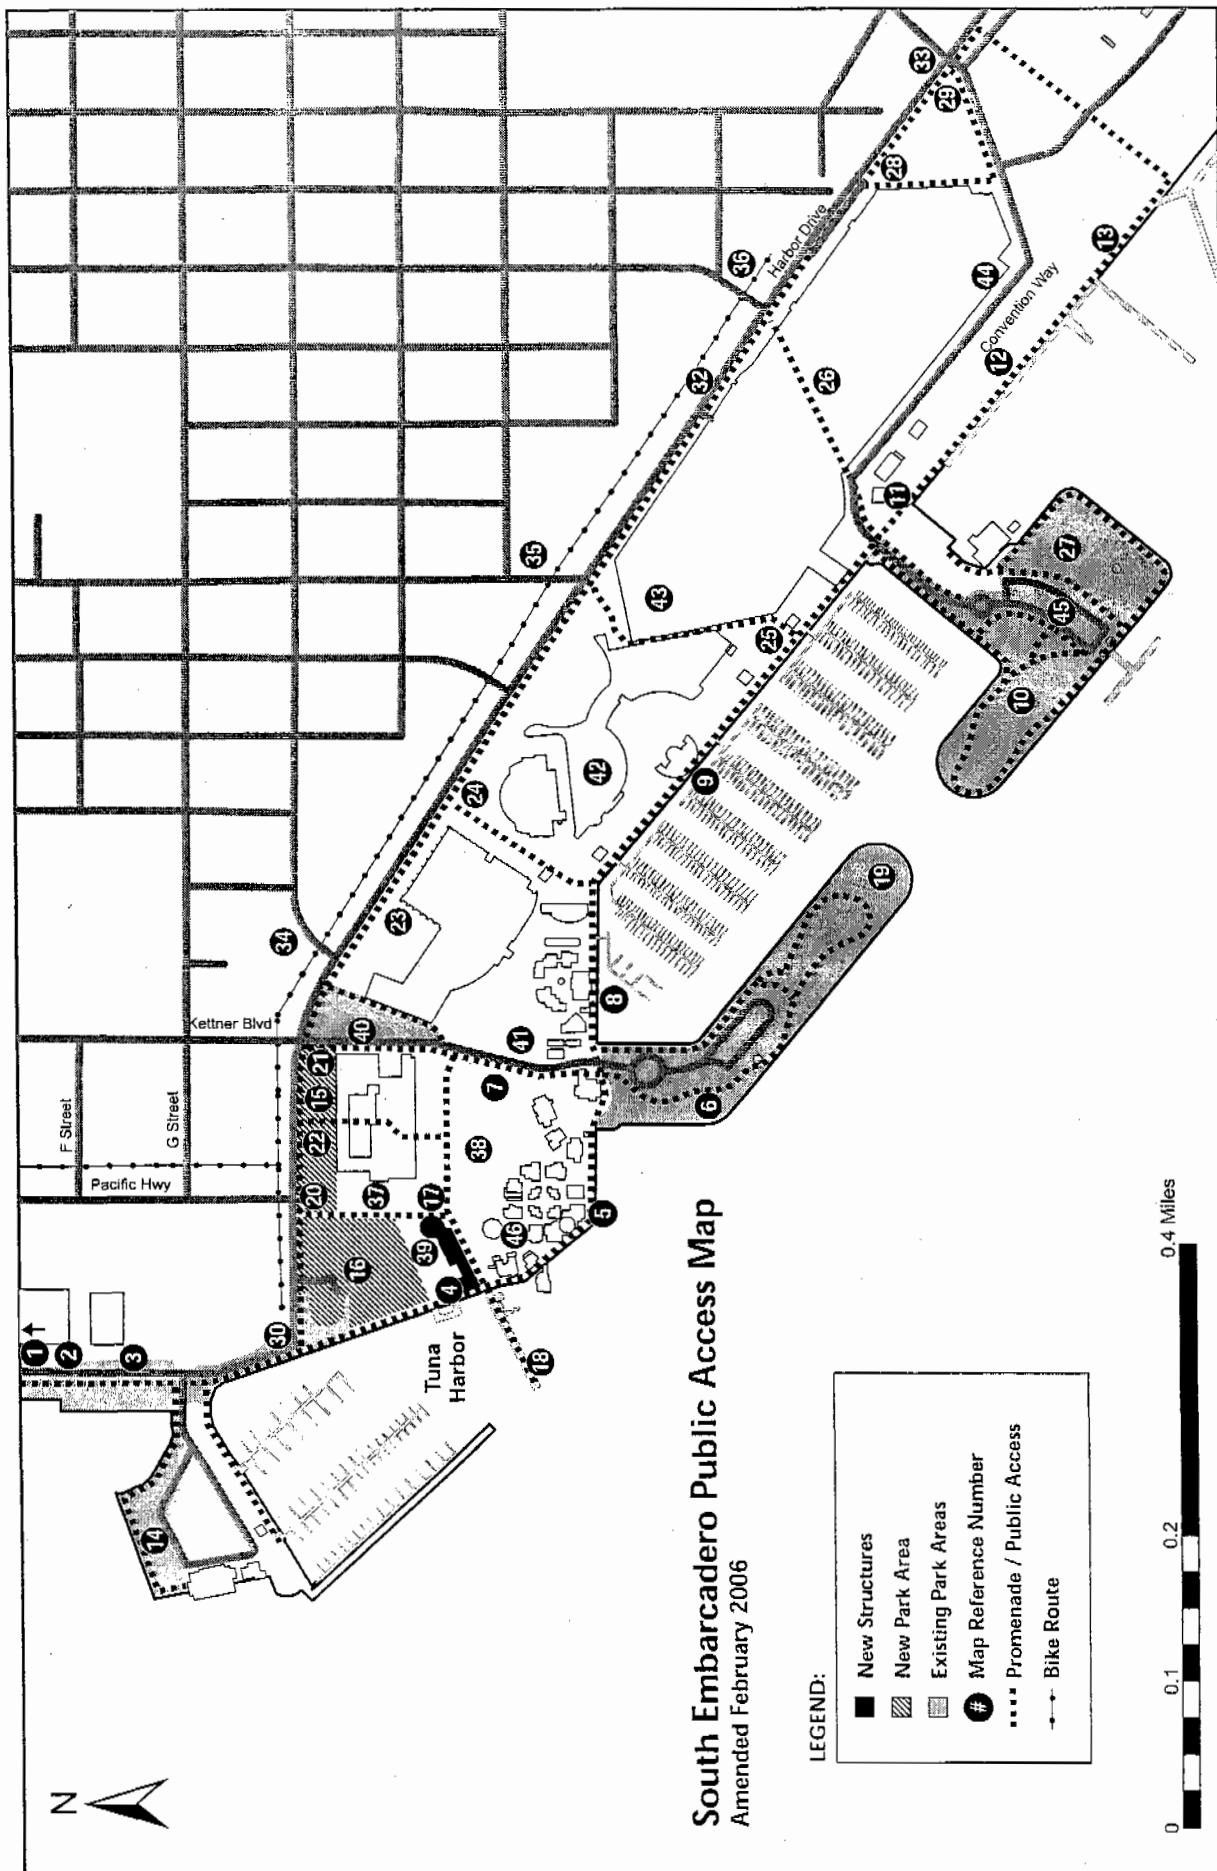 N
1
2
3
F Street
G Street
Pacific Hwy
Kettner Blvd
14
30
16
20
22
15
21
37
17
39
4
40
34
23
24
35
32
36
Harbor Drive
33
29
28
Tuna
Harbor
18
38
7
41
46
5
8
42
43
25
26
44
Convention Way
13
12
11
9
6
19
10
45
27
South Embarcadero Public Access Map
Amended February 2006
LEGEND:
New Structures
New Park Area
Existing Park Areas
# Map Reference Number
Promenade / Public Access
Bike Route
0 0.1 0.2 0.4 Miles